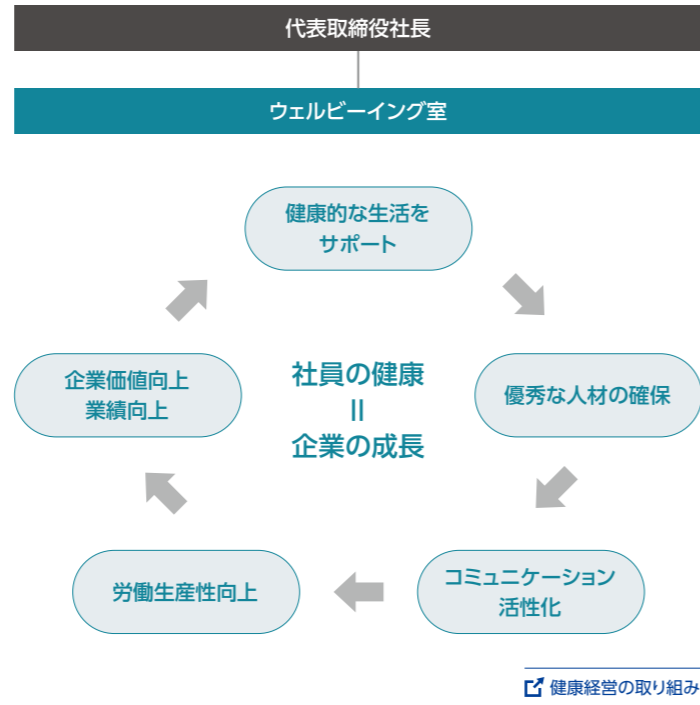 代表取締役社長
ウェルビーイング室
健康的な生活を
サポート
企業価値向上
業績向上
社員の健康
＝
企業の成長
優秀な人材の確保
労働生産性向上
コミュニケーション
活性化
健康経営の取り組み